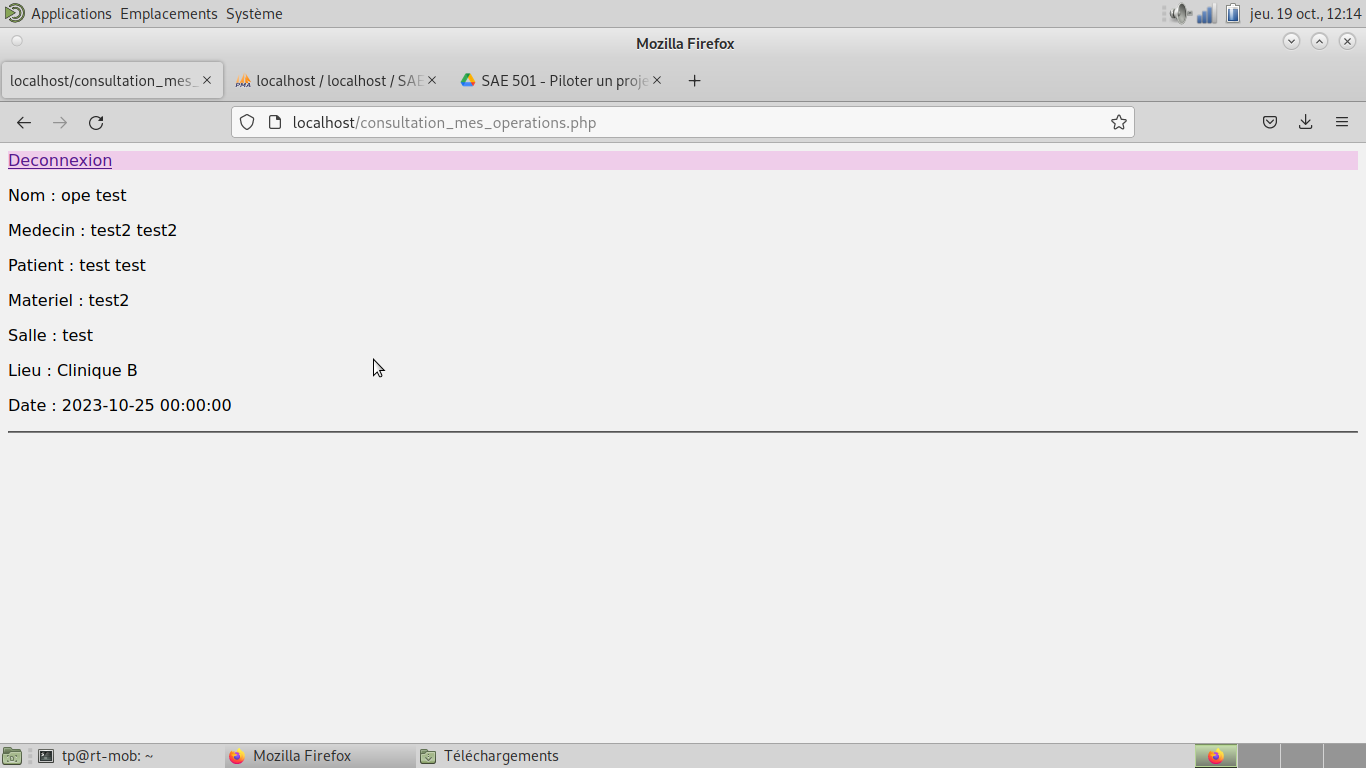 Applications Emplacements Système jeu. 19 oct., 12:14
Mozilla Firefox
localhost/consultation_mes_ localhost / localhost / SAE SAE 501 - Piloter un proje
localhost/consultation_mes_operations.php
Deconnexion
Nom : ope test
Medecin : test2 test2
Patient : test test
Materiel : test2
Salle : test
Lieu : Clinique B
Date : 2023-10-25 00:00:00
tp@rt-mob: ~ Mozilla Firefox Téléchargements